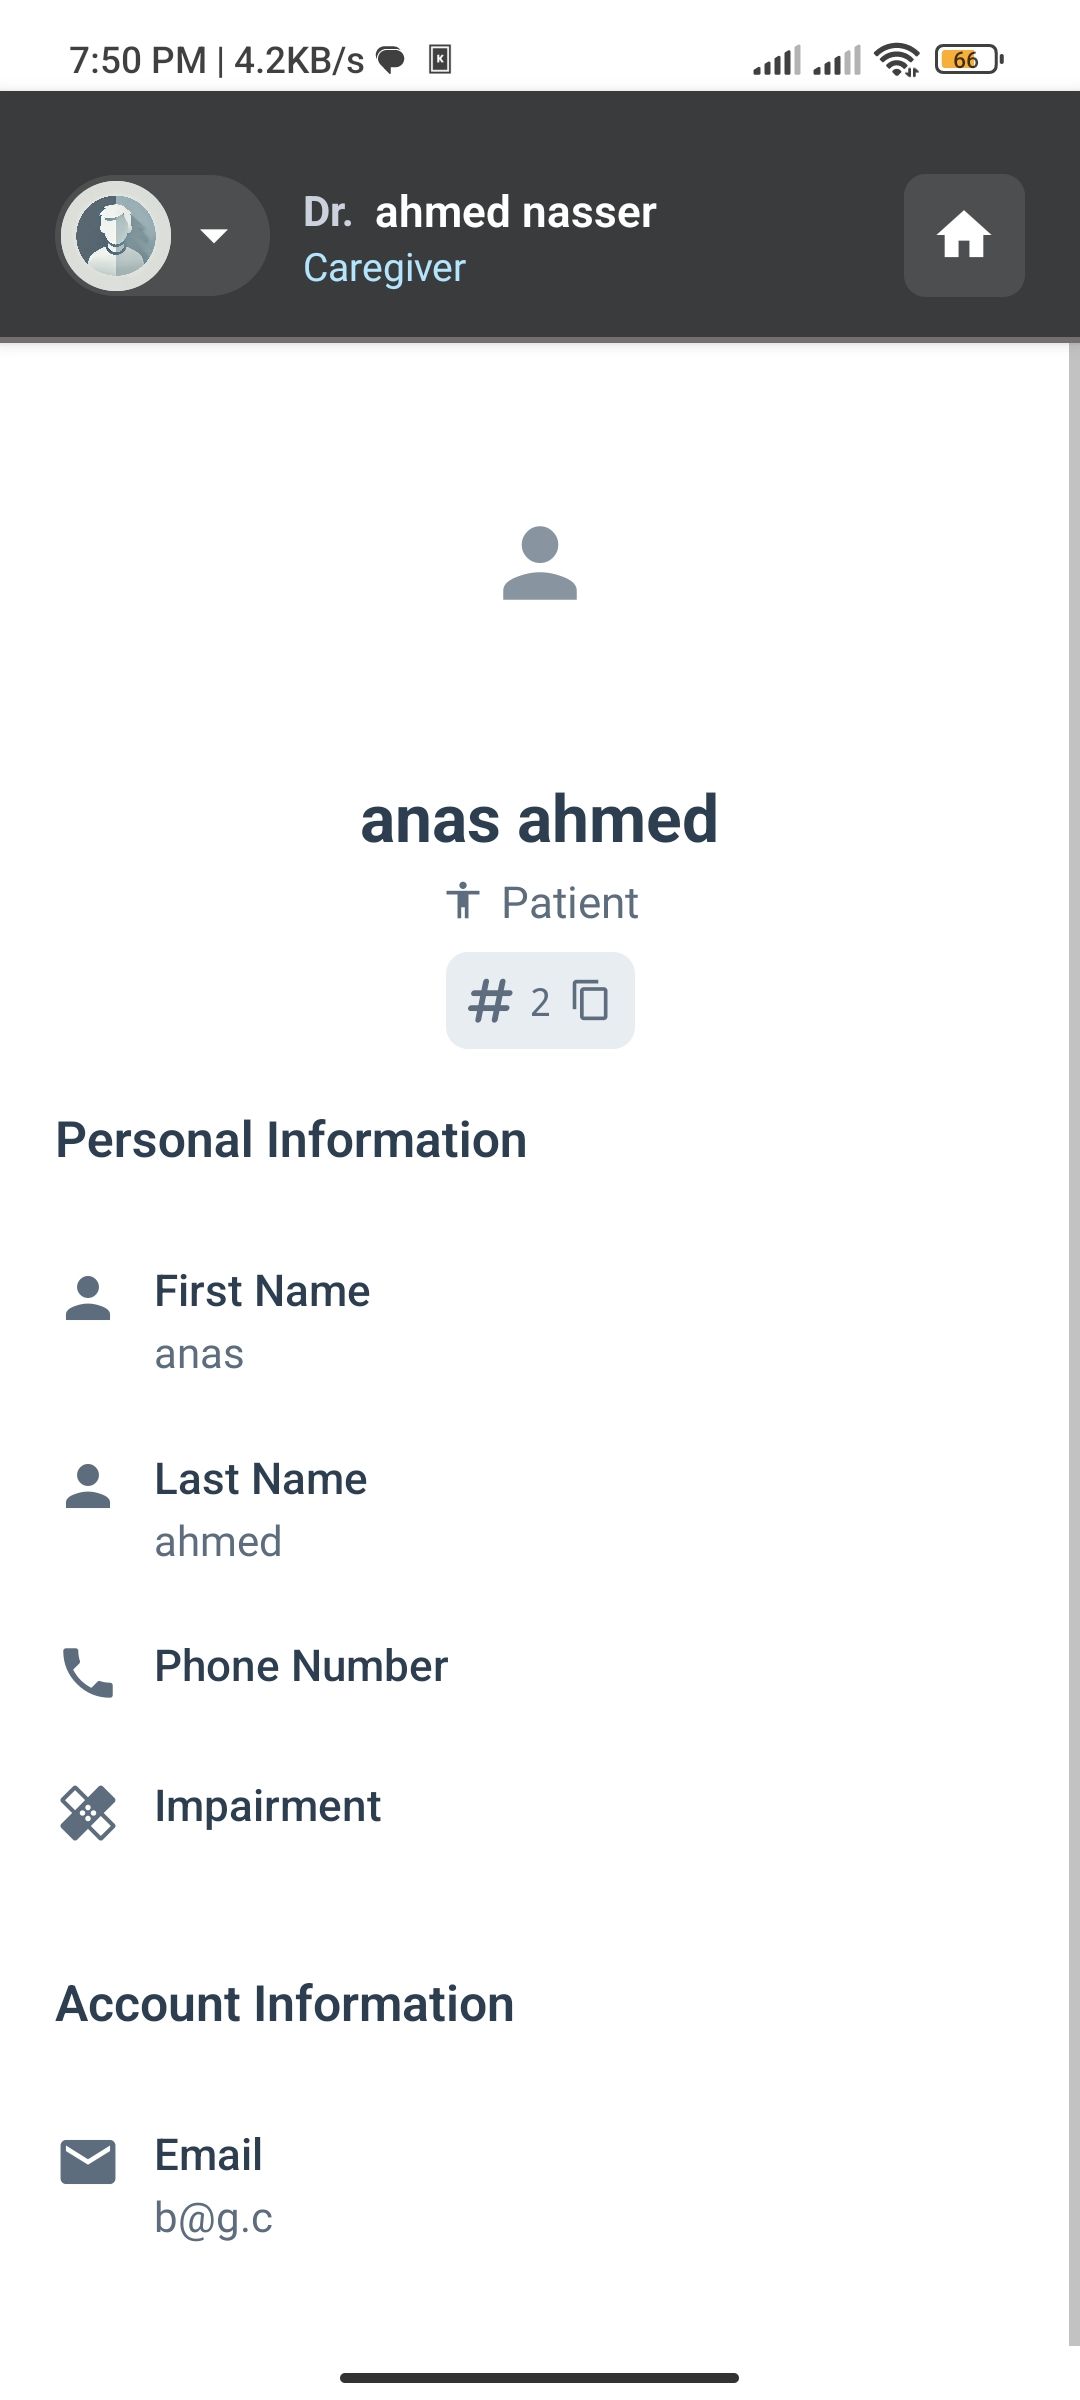 7:50 PM | 4.2KB/s K 66
Dr. ahmed nasser
Caregiver
anas ahmed
Patient
# 2
Personal Information
First Name
anas
Last Name
ahmed
Phone Number
Impairment
Account Information
Email
b@g.c